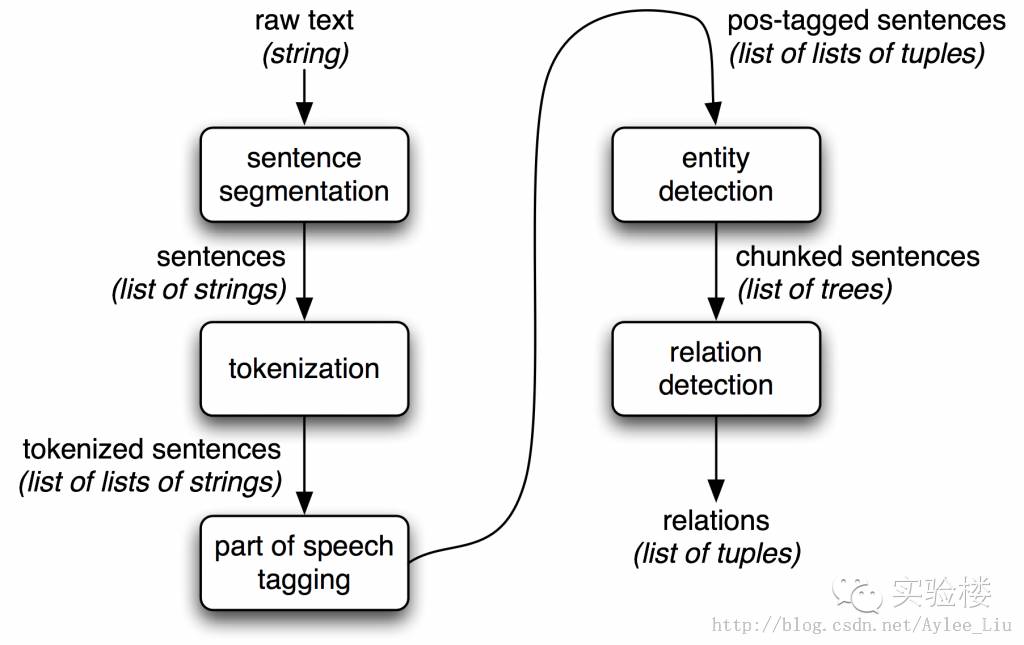 raw text
(string)
sentence
segmentation
sentences
(list of strings)
tokenization
tokenized sentences
(list of lists of strings)
part of speech
tagging
pos-tagged sentences
(list of lists of tuples)
entity
detection
chunked sentences
(list of trees)
relation
detection
relations
(list of tuples)
实验楼
http://blog.csdn.net/Aylee_Liu